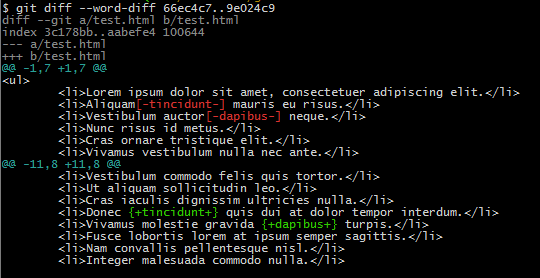 $ git diff --word-diff 66ec4c7..9e024c9
diff --git a/test.html b/test.html
index 3c178bb..aabefe4 100644
--- a/test.html
+++ b/test.html
@@ -1,7 +1,7 @@
<ul>
        <li>Lorem ipsum dolor sit amet, consectetuer adipiscing elit.</li>
        <li>Aliquam[-tincidunt-] mauris eu risus.</li>
        <li>Vestibulum auctor[-dapibus-] neque.</li>
        <li>Nunc risus id metus.</li>
        <li>Cras ornare tristique elit.</li>
        <li>Vivamus vestibulum nulla nec ante.</li>
@@ -11,8 +11,8 @@
        <li>Vestibulum commodo felis quis tortor.</li>
        <li>Ut aliquam sollicitudin leo.</li>
        <li>Cras iaculis dignissim ultricies nulla.</li>
        <li>Donec {+tincidunt+} quis dui at dolor tempor interdum.</li>
        <li>Vivamus molestie gravida {+dapibus+} turpis.</li>
        <li>Fusce lobortis lorem at ipsum semper sagittis.</li>
        <li>Nam convallis pellentesque nisl.</li>
        <li>Integer malesuada commodo nulla.</li>